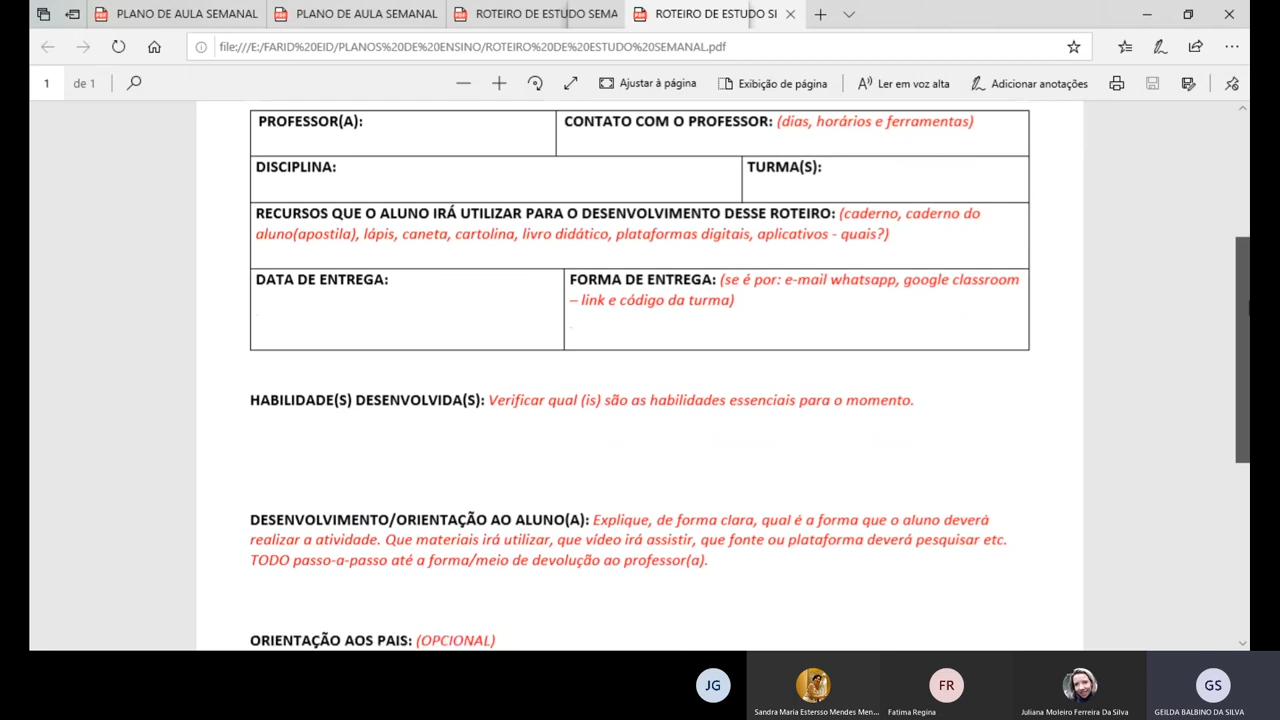 PLANO DE AULA SEMANAL
PLANO DE AULA SEMANAL
ROTEIRO DE ESTUDO SEMA
ROTEIRO DE ESTUDO SI
file:///E:/FARID%20EID/PLANOS%20DE%20ENSINO/ROTEIRO%20DE%20ESTUDO%20SEMANAL.pdf
1 de 1
Ajustar à página
Exibição de página
Ler em voz alta
Adicionar anotações
PROFESSOR(A):
CONTATO COM O PROFESSOR: (dias, horários e ferramentas)
DISCIPLINA:
TURMA(S):
RECURSOS QUE O ALUNO IRÁ UTILIZAR PARA O DESENVOLVIMENTO DESSE ROTEIRO: (caderno, caderno do
aluno(apostila), lápis, caneta, cartolina, livro didático, plataformas digitais, aplicativos - quais?)
DATA DE ENTREGA:
FORMA DE ENTREGA: (se é por: e-mail whatsapp, google classroom
– link e código da turma)
HABILIDADE(S) DESENVOLVIDA(S): Verificar qual (is) são as habilidades essenciais para o momento.
DESENVOLVIMENTO/ORIENTAÇÃO AO ALUNO(A): Explique, de forma clara, qual é a forma que o aluno deverá
realizar a atividade. Que materiais irá utilizar, que vídeo irá assistir, que fonte ou plataforma deverá pesquisar etc.
TODO passo-a-passo até a forma/meio de devolução ao professor(a).
ORIENTAÇÃO AOS PAIS: (OPCIONAL)
JG
FR
GS
Sandra Maria Estersso Mendes Men...
Fatima Regina
Juliana Moleiro Ferreira Da Silva
GEILDA BALBINO DA SILVA